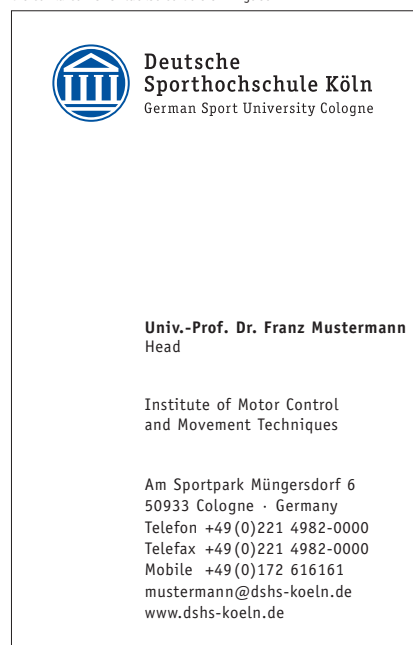 Deutsche
Sporthochschule Köln
German Sport University Cologne
Univ.-Prof. Dr. Franz Mustermann
Head
Institute of Motor Control
and Movement Techniques
Am Sportpark Müngersdorf 6
50933 Cologne · Germany
Telefon +49(0)221 4982-0000
Telefax +49(0)221 4982-0000
Mobile +49(0)172 616161
mustermann@dshs-koeln.de
www.dshs-koeln.de